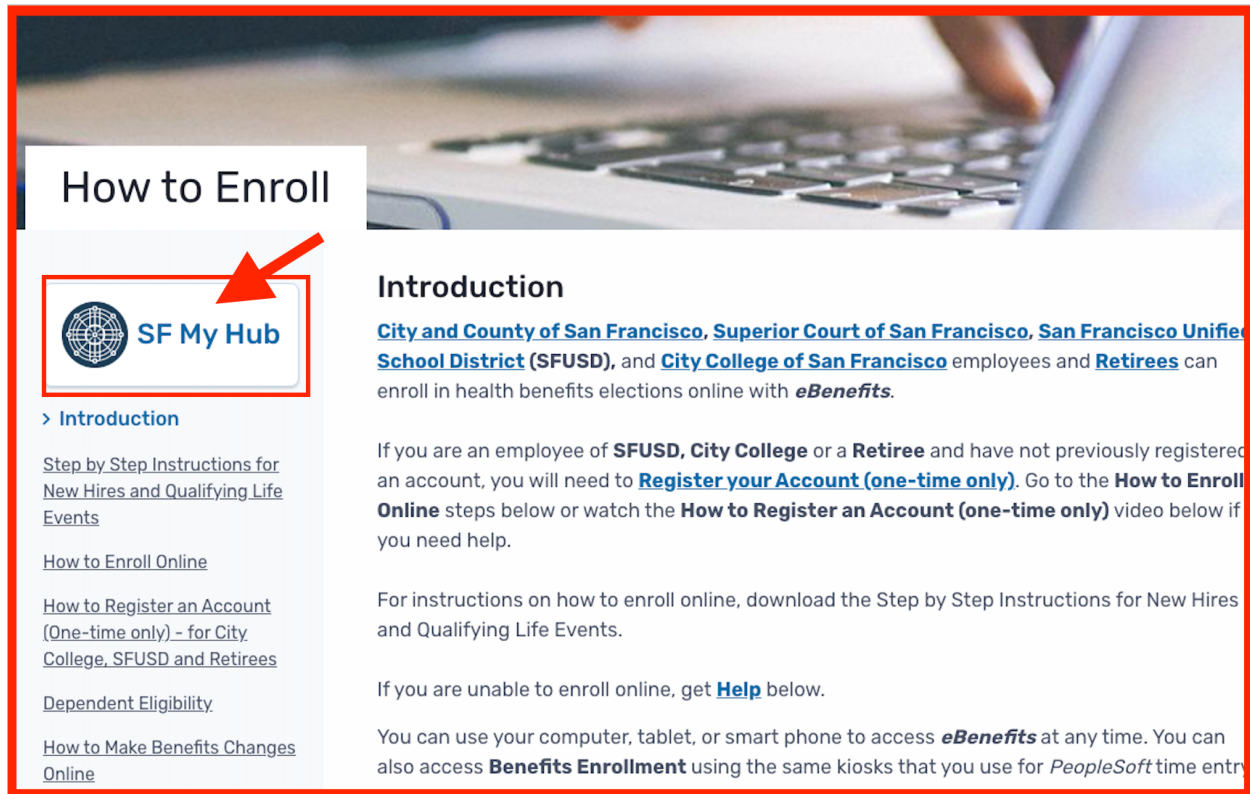 How to Enroll
SF My Hub
Introduction
Step by Step Instructions for
New Hires and Qualifying Life
Events
How to Enroll Online
How to Register an Account
(One-time only) - for City
College, SFUSD and Retirees
Dependent Eligibility
How to Make Benefits Changes
Online
Introduction
City and County of San Francisco, Superior Court of San Francisco, San Francisco Unified
School District (SFUSD), and City College of San Francisco employees and Retirees can
enroll in health benefits elections online with eBenefits.
If you are an employee of SFUSD, City College or a Retiree and have not previously registered
an account, you will need to Register your Account (one-time only). Go to the How to Enroll
Online steps below or watch the How to Register an Account (one-time only) video below if
you need help.
For instructions on how to enroll online, download the Step by Step Instructions for New Hires
and Qualifying Life Events.
If you are unable to enroll online, get Help below.
You can use your computer, tablet, or smart phone to access eBenefits at any time. You can
also access Benefits Enrollment using the same kiosks that you use for PeopleSoft time entry